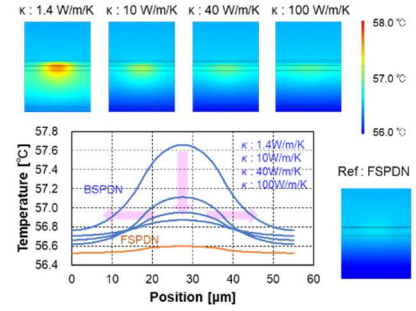 κ : 1.4 W/m/K κ : 10 W/m/K κ : 40 W/m/K κ : 100 W/m/K
58.0 ℃
57.0 ℃
56.0 ℃
57.8
57.6
57.4
57.2
57.0
56.8
56.6
56.4
Temperature [℃]
κ : 1.4W/m/K
κ : 10W/m/K
κ : 40W/m/K
κ : 100W/m/K
BSPDN
FSPDN
0 10 20 30 40 50 60
Position [μm]
Ref : FSPDN